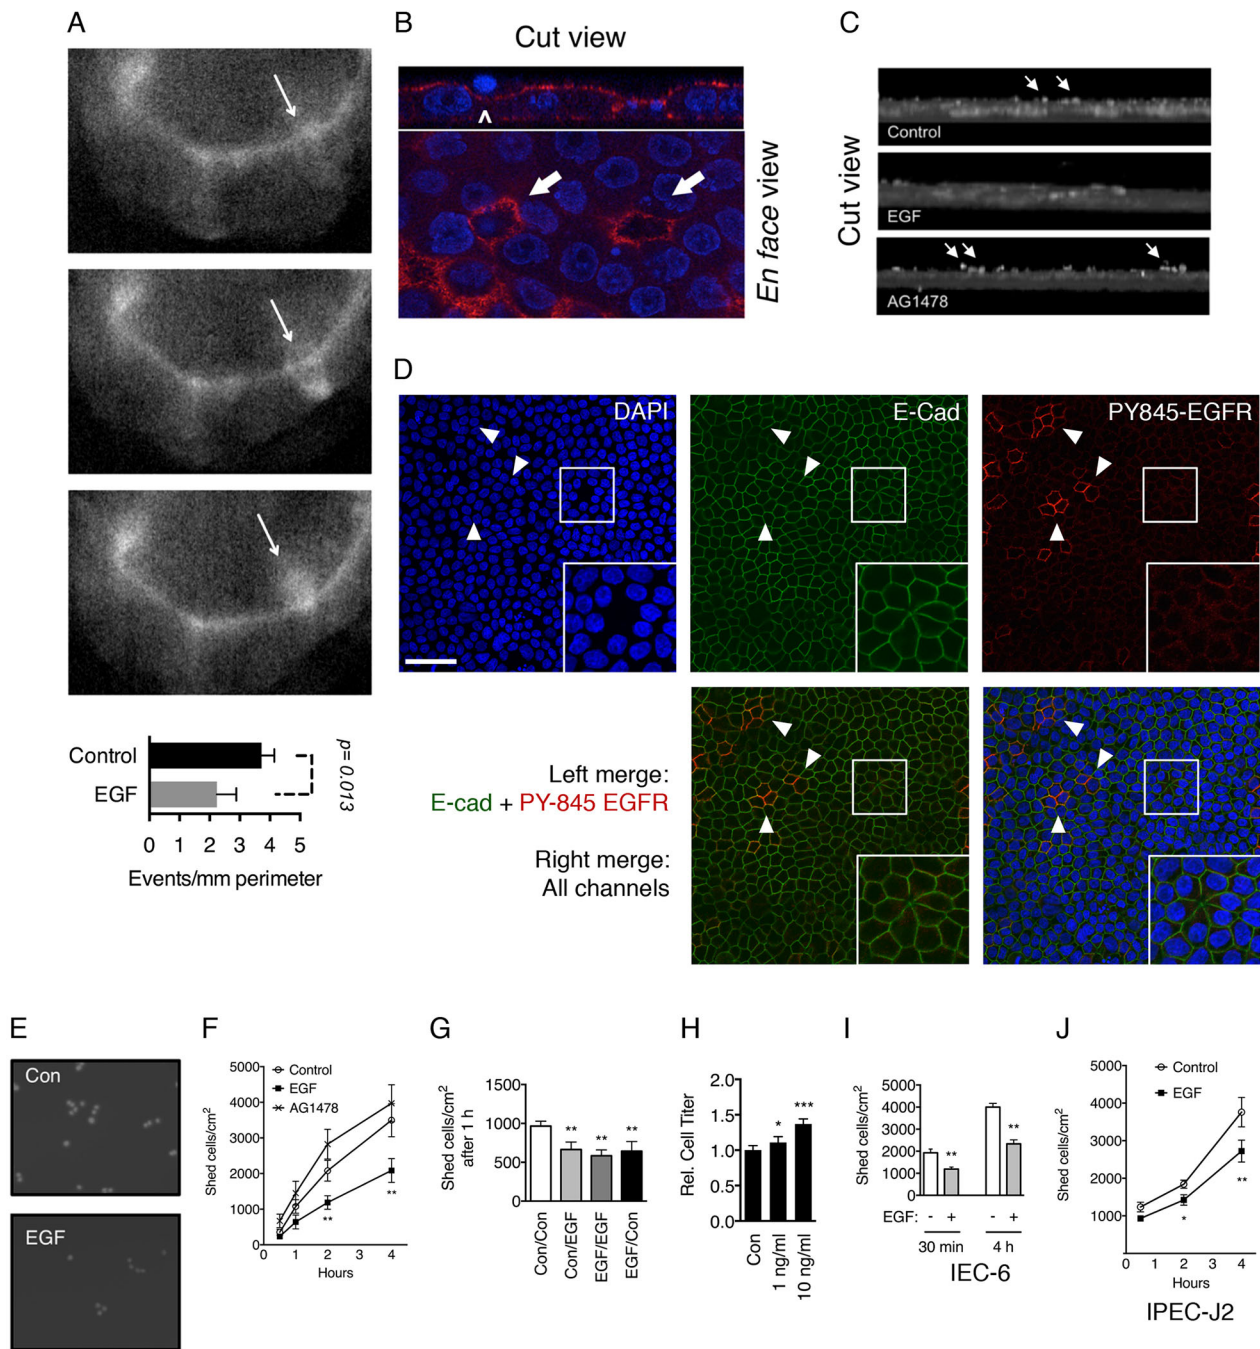 A
Control
EGF
p=0.013
0 1 2 3 4 5
Events/mm perimeter
B
Cut view
^
En face view
C
Cut view
Control
EGF
AG1478
D
DAPI
E-Cad
PY845-EGFR
Left merge:
E-cad + PY-845 EGFR
Right merge:
All channels
E
Con
EGF
F
Shed cells/cm2
5000
4000
3000
2000
1000
0
Control
EGF
AG1478
**
**
0 1 2 3 4
Hours
G
Shed cells/cm2
after 1 h
1500
1000
500
0
** ** **
Con/Con
Con/EGF
EGF/EGF
EGF/Con
H
Rel. Cell Titer
2.0
1.5
1.0
0.5
0.0
*
***
Con
1 ng/ml
10 ng/ml
I
Shed cells/cm2
5000
4000
3000
2000
1000
0
**
**
EGF: - + - +
30 min 4 h
IEC-6
J
Shed cells/cm2
5000
4000
3000
2000
1000
Control
EGF
*
**
0 1 2 3 4
Hours
IPEC-J2